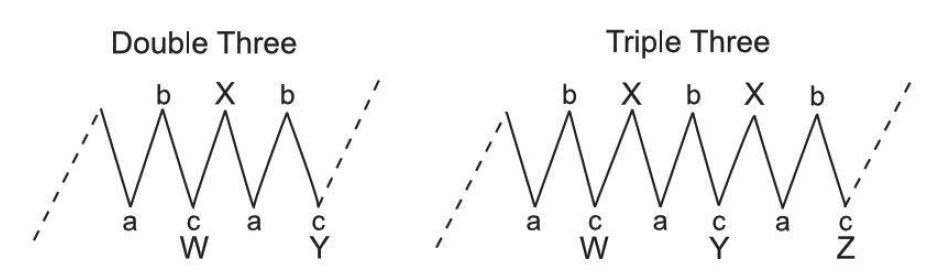 Double Three
Triple Three
b X b
b X b X b
a c a c
a c a c a c
W Y
W Y Z